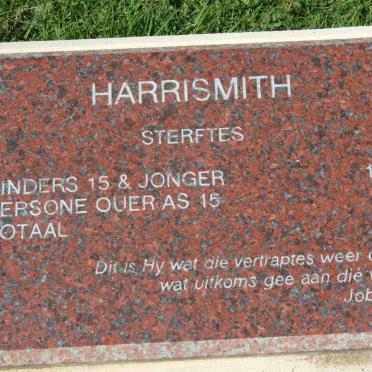 HARRISMITH
STERFTES
INDERS 15 & JONGER
ERSONE OUER AS 15
OTAAL
Dit is Hy wat die vertraptes weer
wat uitkoms gee aan die
Job